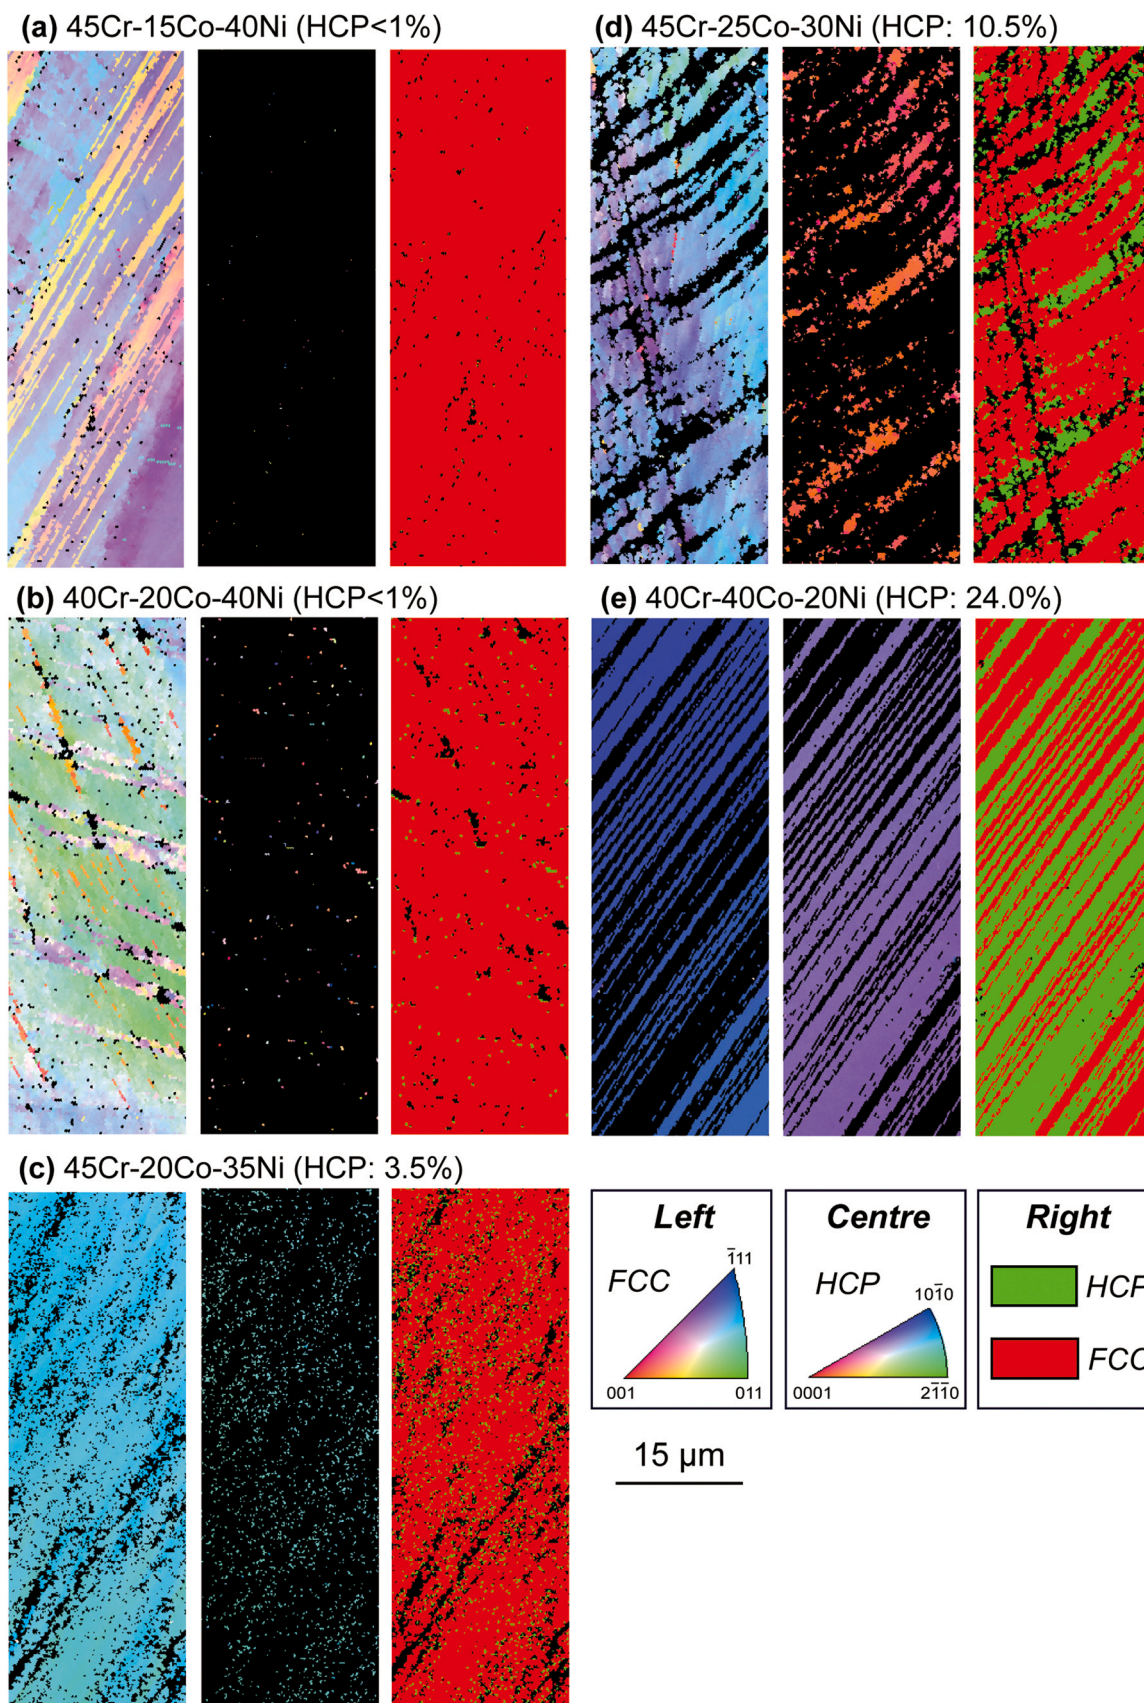 (a) 45Cr-15Co-40Ni (HCP<1%)
(d) 45Cr-25Co-30Ni (HCP: 10.5%)
(b) 40Cr-20Co-40Ni (HCP<1%)
(e) 40Cr-40Co-20Ni (HCP: 24.0%)
(c) 45Cr-20Co-35Ni (HCP: 3.5%)
Left
FCC
1̅11
001
011
Centre
HCP
101̅0
0001
21̅1̅0
Right
HCP
FCC
15 µm